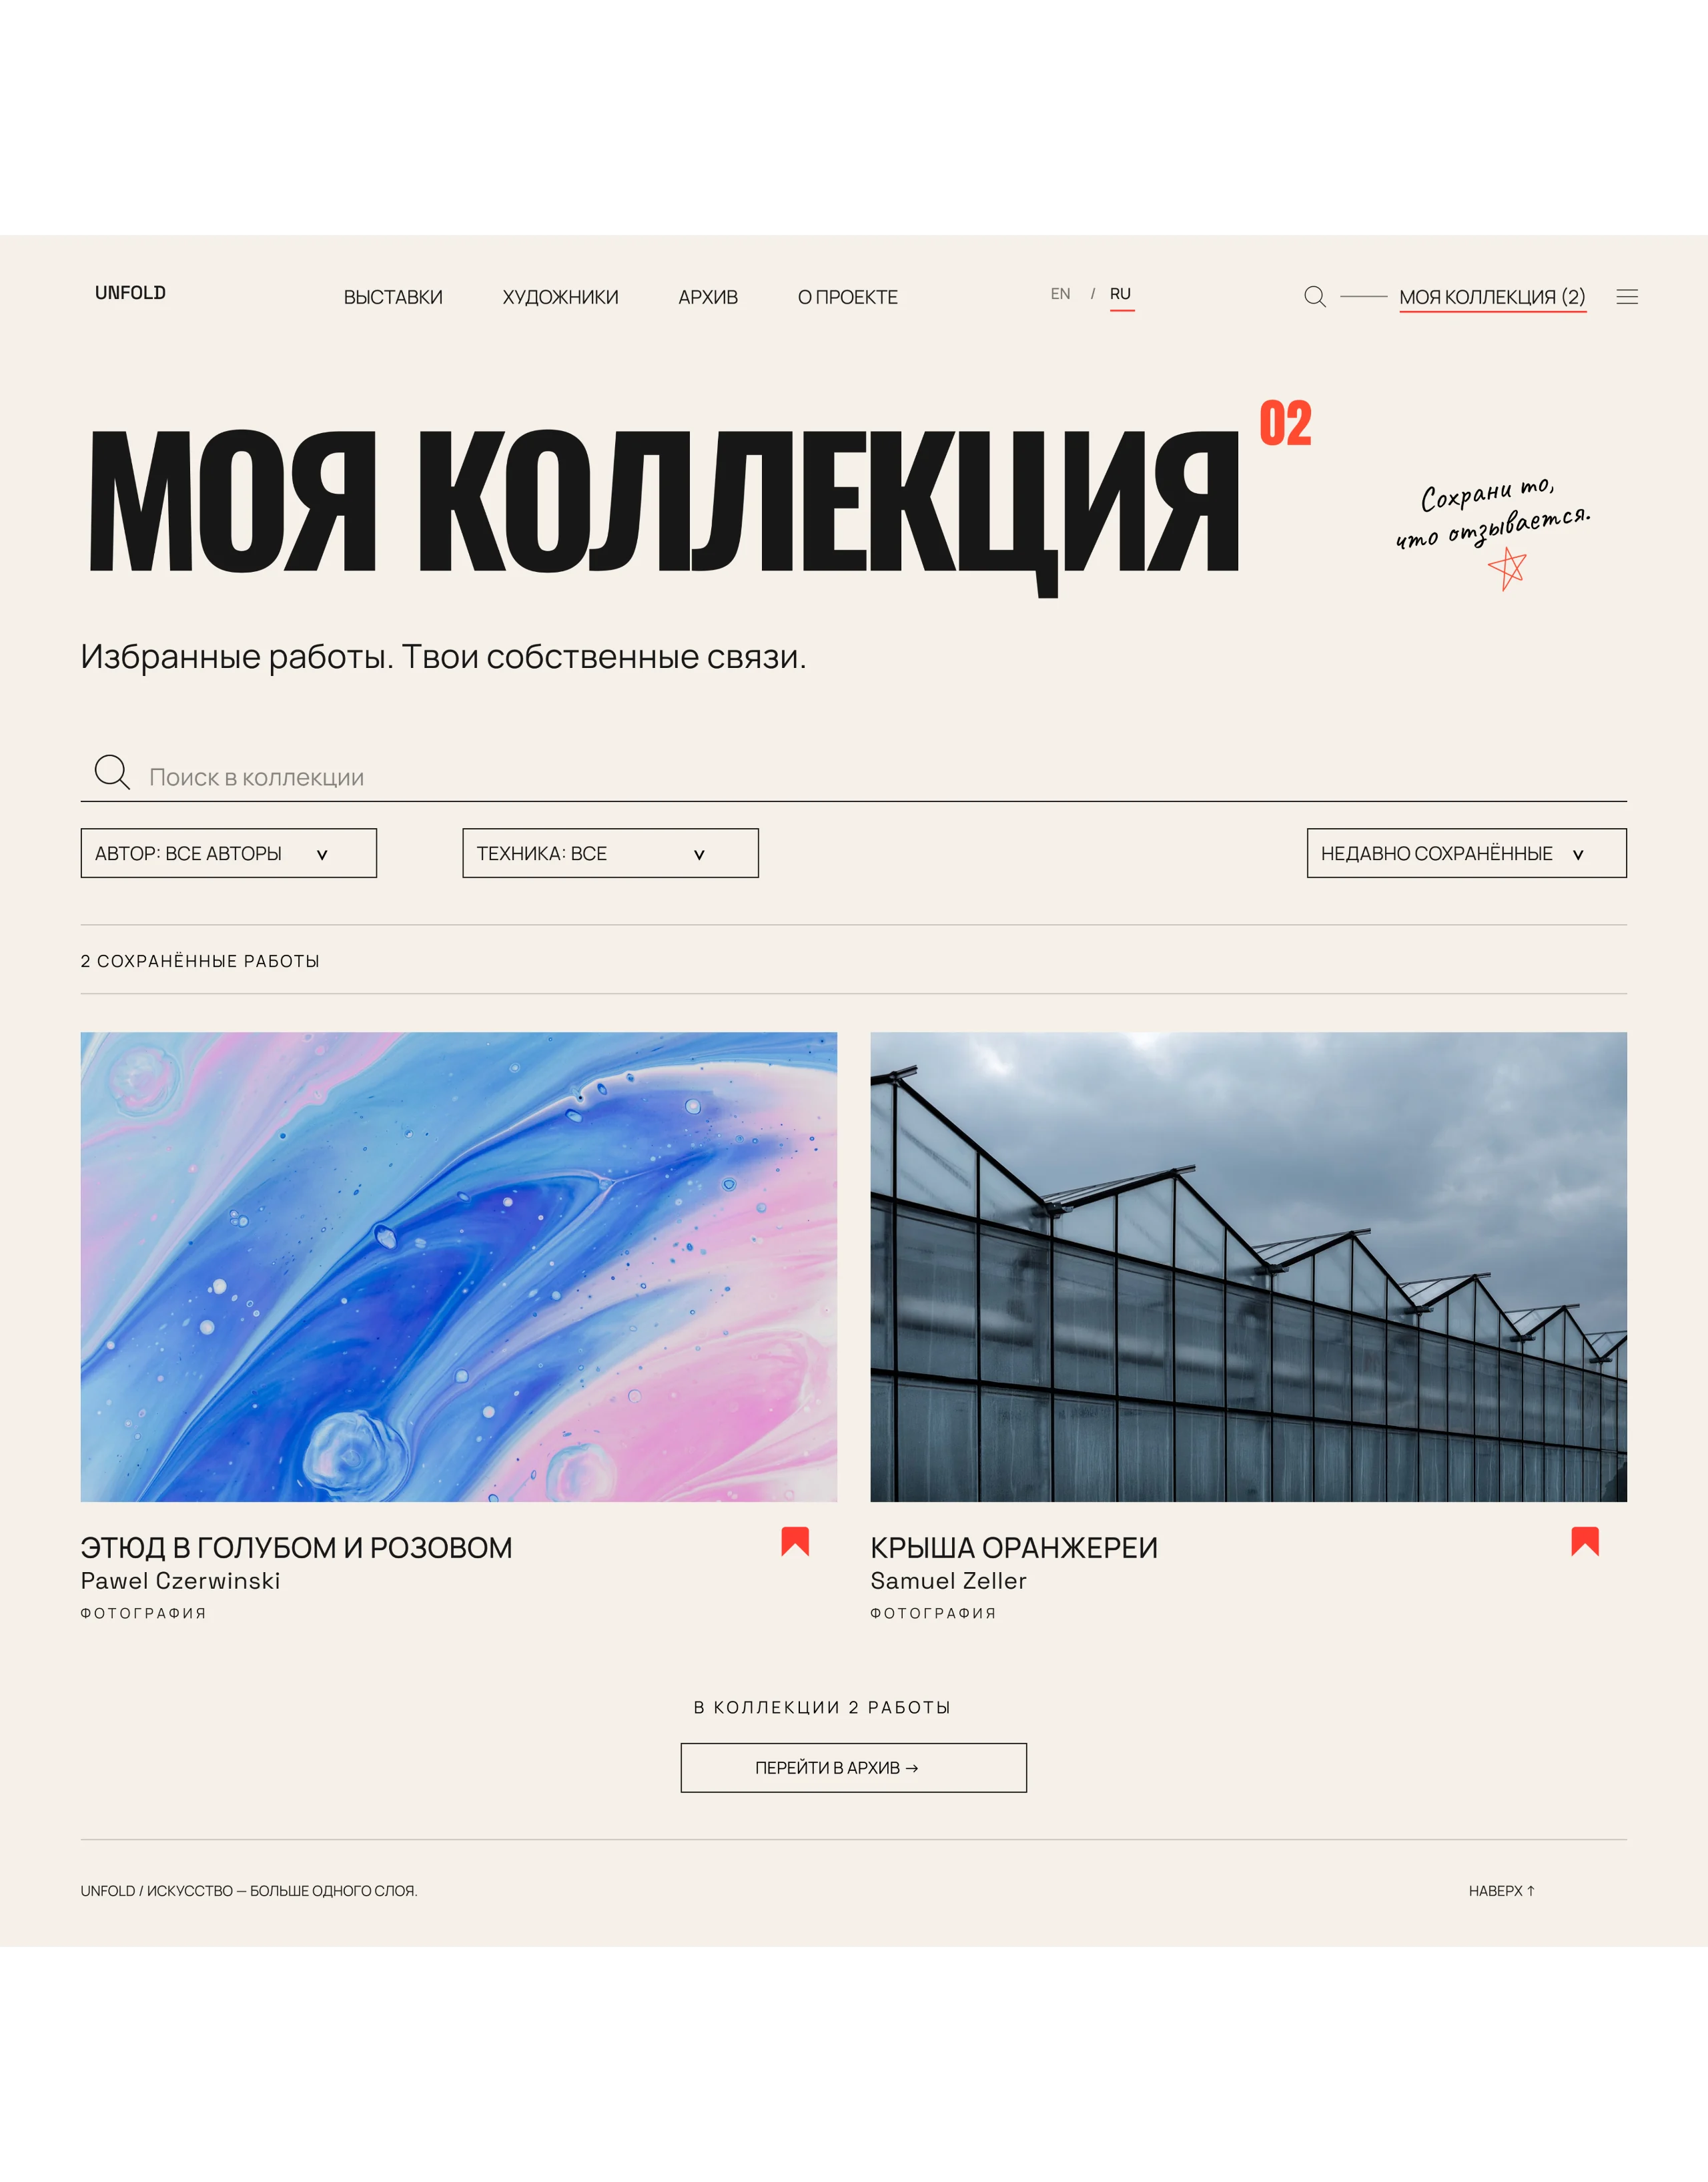 UNFOLD ВЫСТАВКИ ХУДОЖНИКИ АРХИВ О ПРОЕКТЕ EN / RU МОЯ КОЛЛЕКЦИЯ (2)
МОЯ КОЛЛЕКЦИЯ 02
Сохрани то,
что отзывается.
Избранные работы. Твои собственные связи.
Поиск в коллекции
АВТОР: ВСЕ АВТОРЫ ТЕХНИКА: ВСЕ НЕДАВНО СОХРАНЁННЫЕ
2 СОХРАНЁННЫЕ РАБОТЫ
ЭТЮД В ГОЛУБОМ И РОЗОВОМ
Pawel Czerwinski
ФОТОГРАФИЯ
КРЫША ОРАНЖЕРЕИ
Samuel Zeller
ФОТОГРАФИЯ
В КОЛЛЕКЦИИ 2 РАБОТЫ
ПЕРЕЙТИ В АРХИВ →
UNFOLD / ИСКУССТВО — БОЛЬШЕ ОДНОГО СЛОЯ. НАВЕРХ ↑